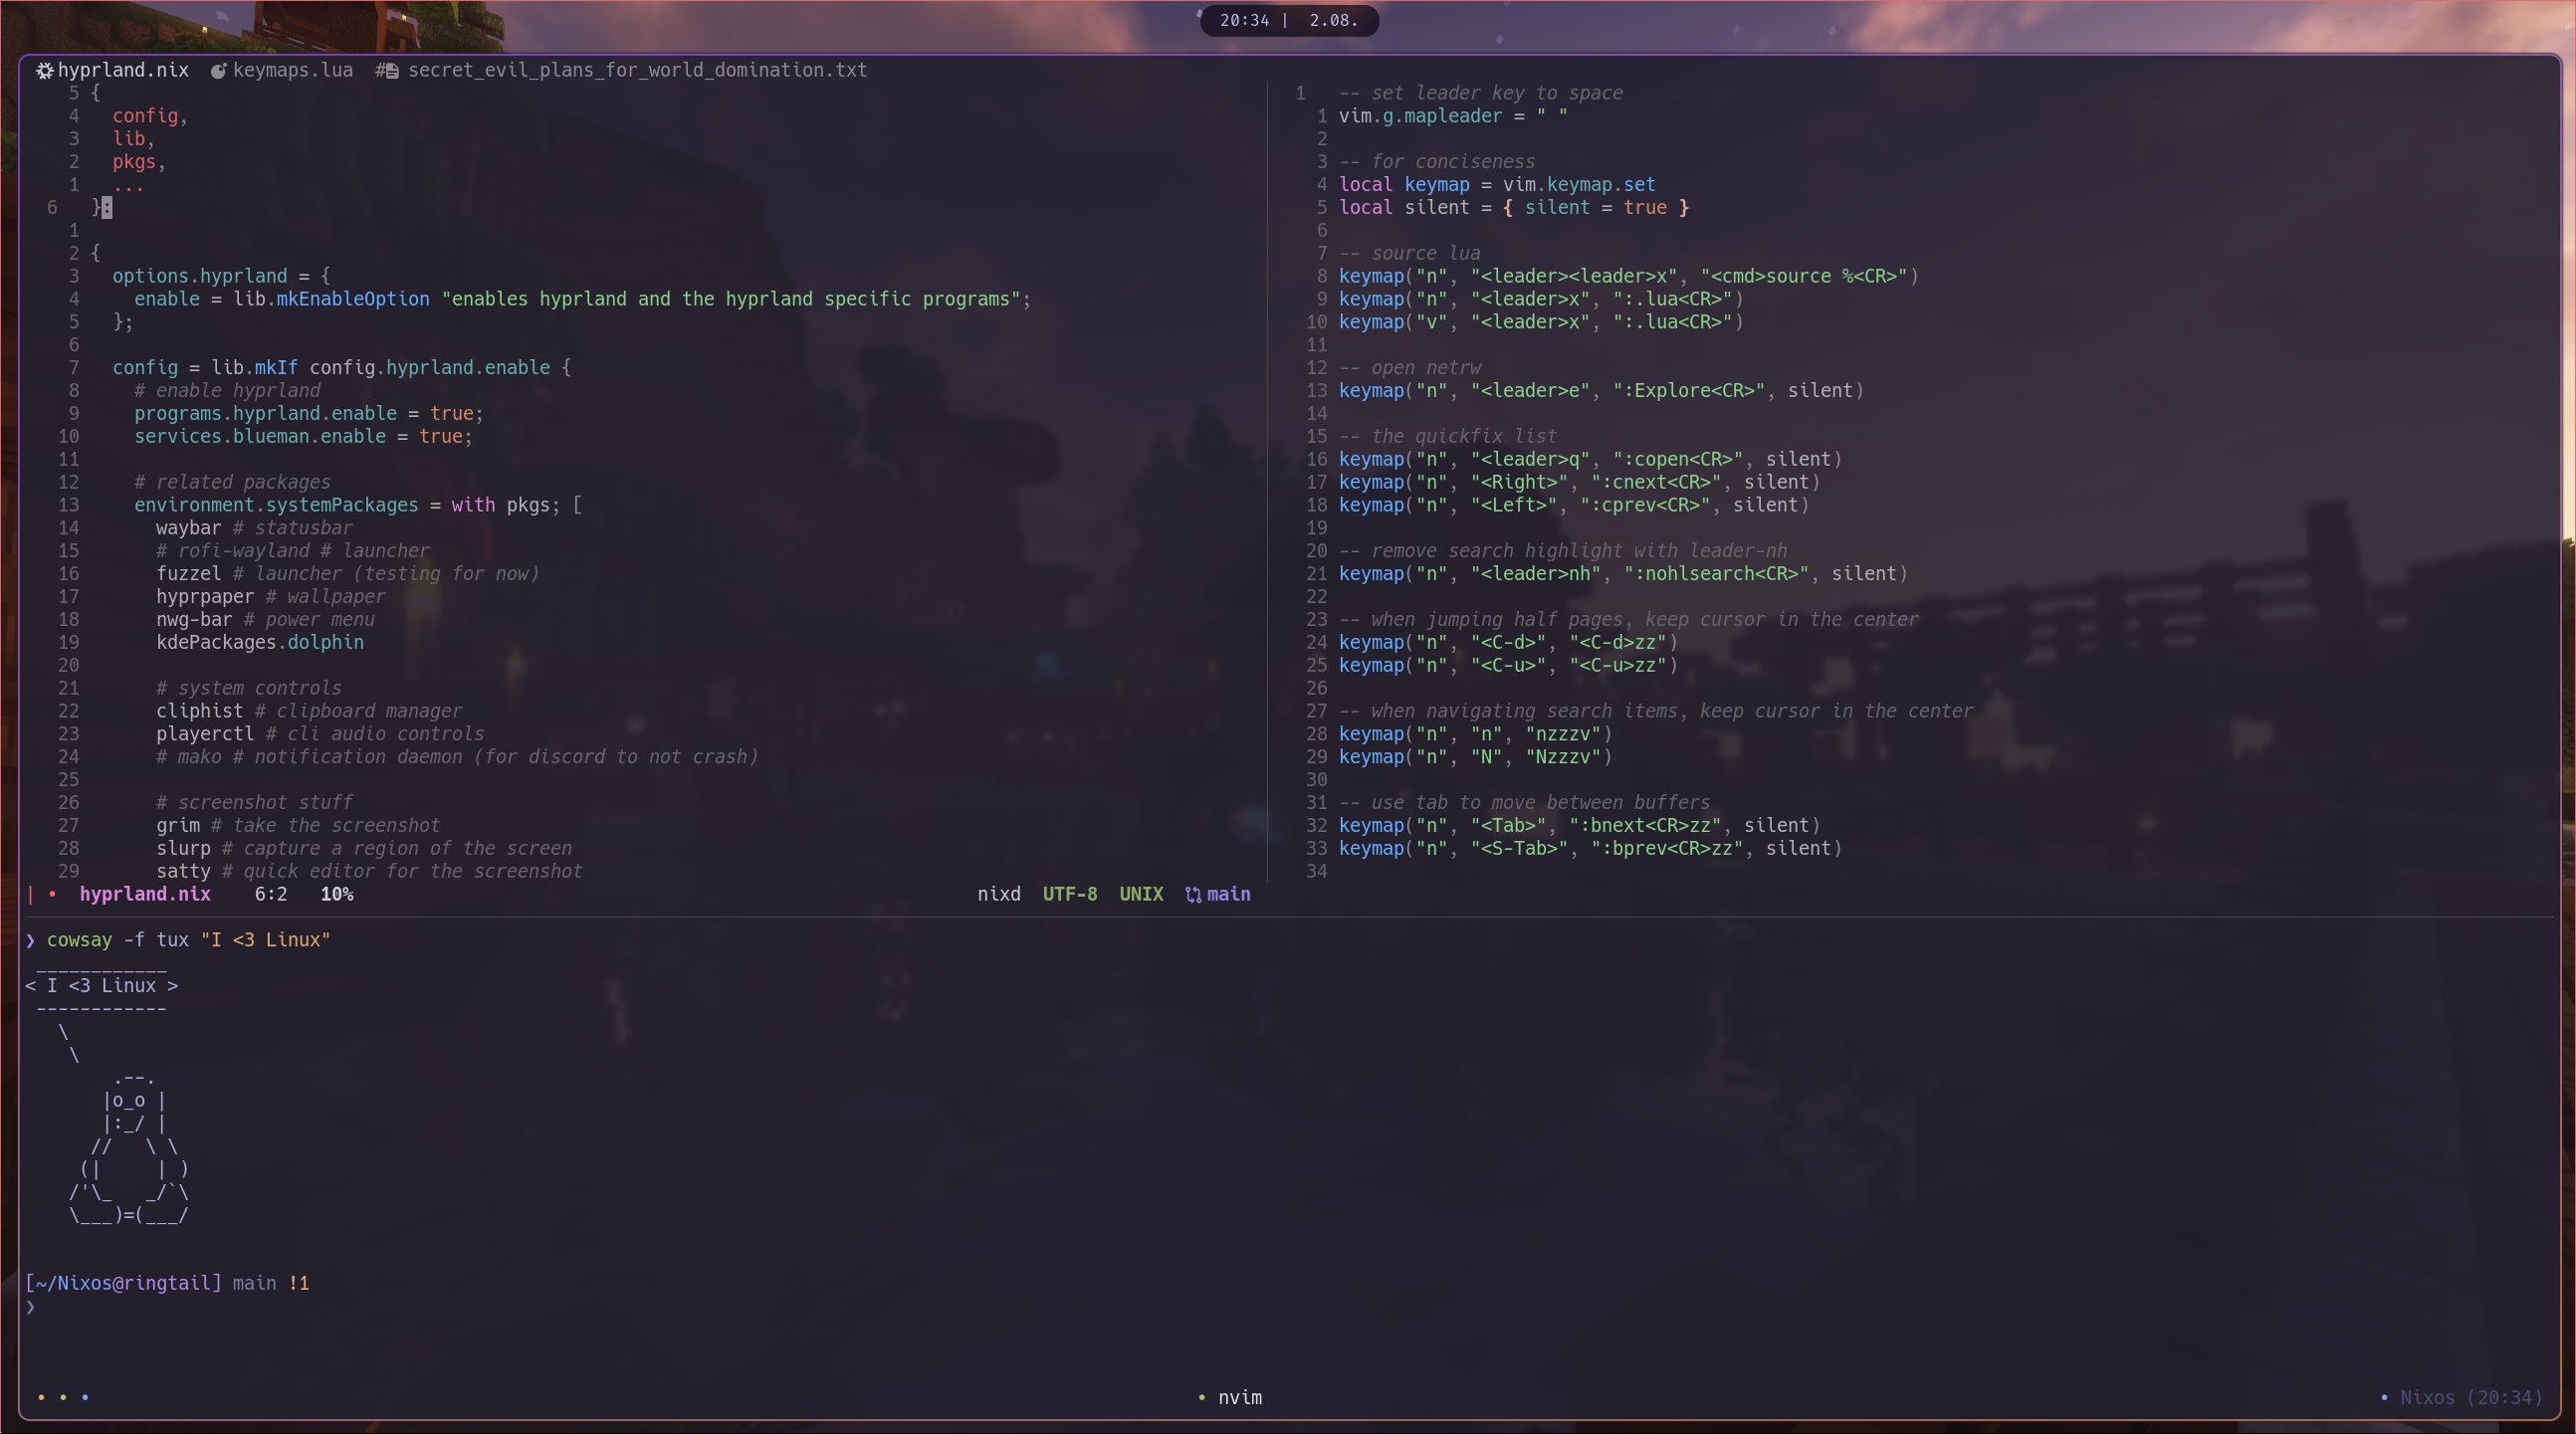 20:34 |  2.08.
hyprland.nix  keymaps.lua  # secret_evil_plans_for_world_domination.txt
5 {
4   config,
3   lib,
2   pkgs,
1   ...
6 }:
1
2 {
3   options.hyprland = {
4     enable = lib.mkEnableOption "enables hyprland and the hyprland specific programs";
5   };
6
7   config = lib.mkIf config.hyprland.enable {
8     # enable hyprland
9     programs.hyprland.enable = true;
10     services.blueman.enable = true;
11
12     # related packages
13     environment.systemPackages = with pkgs; [
14       waybar # statusbar
15       # rofi-wayland # launcher
16       fuzzel # launcher (testing for now)
17       hyprpaper # wallpaper
18       nwg-bar # power menu
19       kdePackages.dolphin
20
21       # system controls
22       cliphist # clipboard manager
23       playerctl # cli audio controls
24       # mako # notification daemon (for discord to not crash)
25
26       # screenshot stuff
27       grim # take the screenshot
28       slurp # capture a region of the screen
29       satty # quick editor for the screenshot
| • hyprland.nix    6:2   10%    nixd  UTF-8  UNIX  main
1   -- set leader key to space
1 vim.g.mapleader = " "
2
3 -- for conciseness
4 local keymap = vim.keymap.set
5 local silent = { silent = true }
6
7 -- source lua
8 keymap("n", "<leader><leader>x", "<cmd>source %<CR>")
9 keymap("n", "<leader>x", ":.lua<CR>")
10 keymap("v", "<leader>x", ":.lua<CR>")
11
12 -- open netrw
13 keymap("n", "<leader>e", ":Explore<CR>", silent)
14
15 -- the quickfix list
16 keymap("n", "<leader>q", ":copen<CR>", silent)
17 keymap("n", "<Right>", ":cnext<CR>", silent)
18 keymap("n", "<Left>", ":cprev<CR>", silent)
19
20 -- remove search highlight with leader-nh
21 keymap("n", "<leader>nh", ":nohlsearch<CR>", silent)
22
23 -- when jumping half pages, keep cursor in the center
24 keymap("n", "<C-d>", "<C-d>zz")
25 keymap("n", "<C-u>", "<C-u>zz")
26
27 -- when navigating search items, keep cursor in the center
28 keymap("n", "n", "nzzzv")
29 keymap("n", "N", "Nzzzv")
30
31 -- use tab to move between buffers
32 keymap("n", "<Tab>", ":bnext<CR>zz", silent)
33 keymap("n", "<S-Tab>", ":bprev<CR>zz", silent)
34
❯ cowsay -f tux "I <3 Linux"
 ____________
< I <3 Linux >
 ------------
   \
    \
        .--.
       |o_o |
       |:_/ |
      //   \ \
     (|     | )
    /'\_   _/`\
    \___)=(___/
[~/Nixos@ringtail] main !1
❯
• • •    • nvim    • Nixos (20:34)